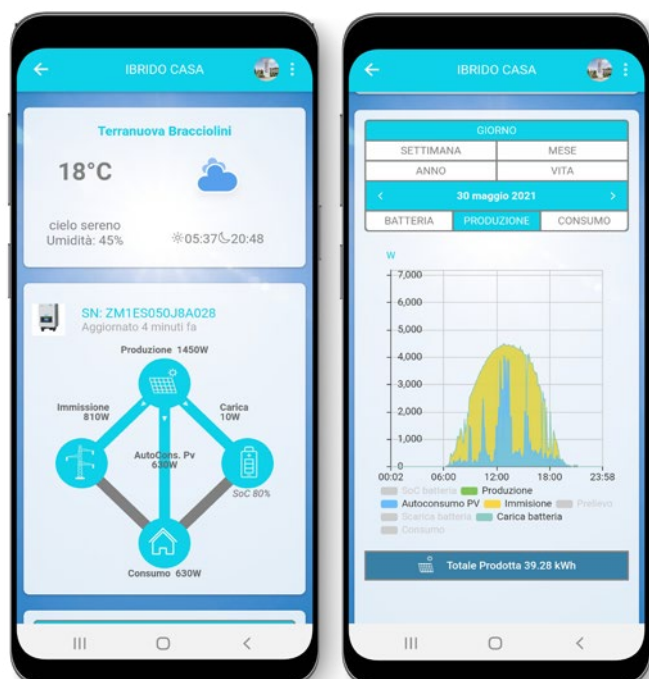 IBRIDO CASA
Terranuova Bracciolini
18°C
cielo sereno
Umidità: 45%
05:37 20:48
SN: ZM1ES050J8A028
Aggiornato 4 minuti fa
Produzione 1450W
Immissione
810W
Carica
10W
AutoCons. Pv
630W
SoC 80%
Consumo 630W
IBRIDO CASA
GIORNO
SETTIMANA MESE
ANNO VITA
< 30 maggio 2021 >
BATTERIA PRODUZIONE CONSUMO
W
7,000
6,000
5,000
4,000
3,000
2,000
1,000
0
00:02 06:00 12:00 18:00 23:58
SoC batteria Produzione
Autoconsumo PV Immisione Prelievo
Scarica batteria Carica batteria
Consumo
Totale Prodotta 39.28 kWh